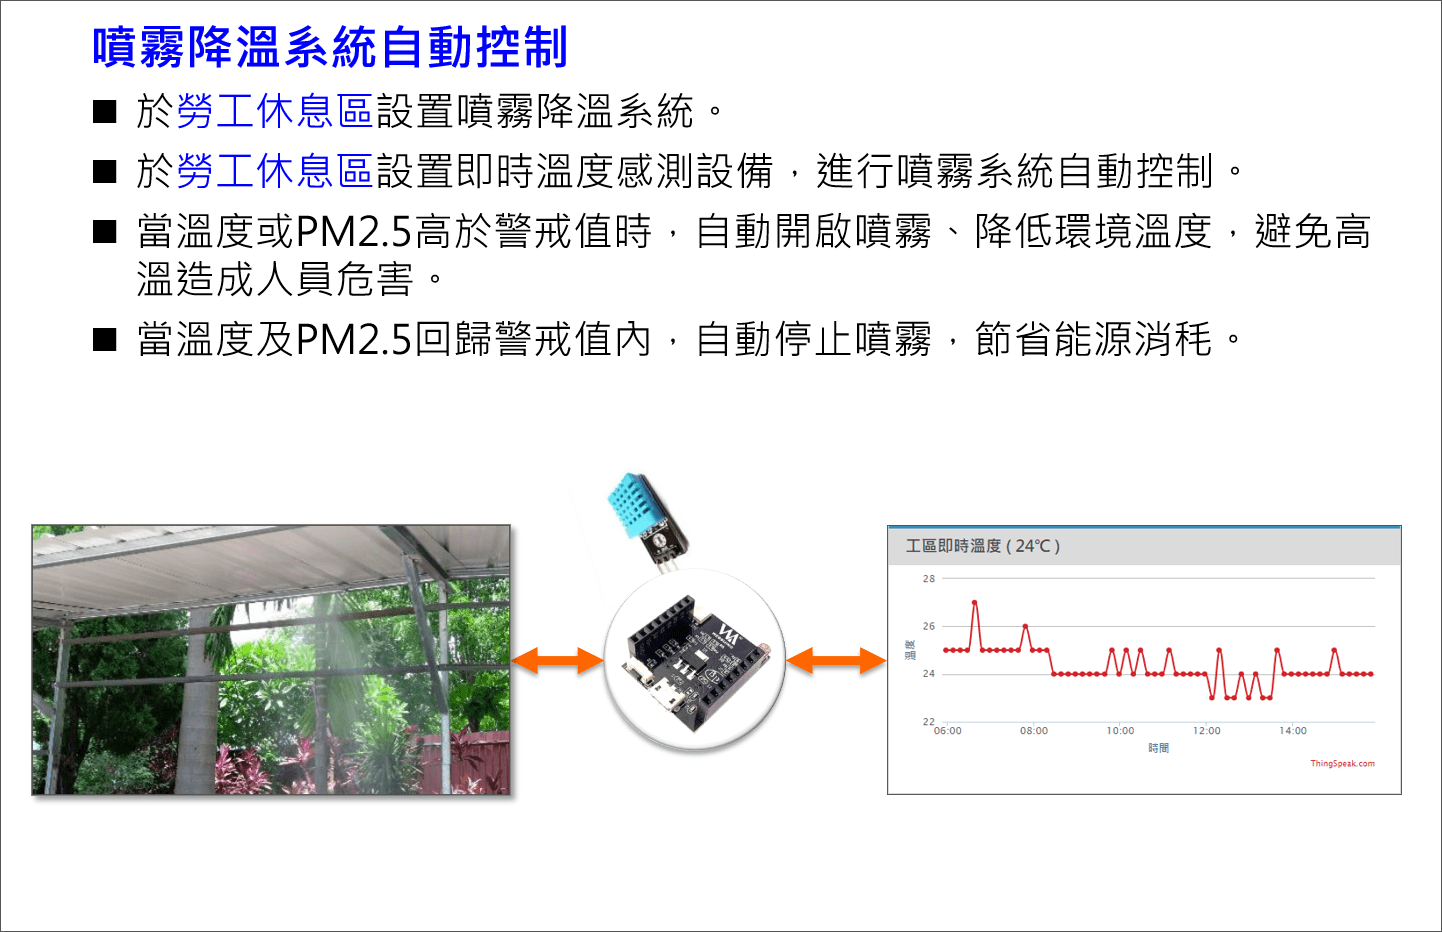 噴霧降溫系統自動控制
■ 於勞工休息區設置噴霧降溫系統。
■ 於勞工休息區設置即時溫度感測設備，進行噴霧系統自動控制。
■ 當溫度或PM2.5高於警戒值時，自動開啟噴霧、降低環境溫度，避免高
溫造成人員危害。
■ 當溫度及PM2.5回歸警戒值內，自動停止噴霧，節省能源消秏。
工區即時溫度 ( 24℃ )
28
26
24
22
溫度
06:00 08:00 10:00 12:00 14:00
時間
ThingSpeak.com